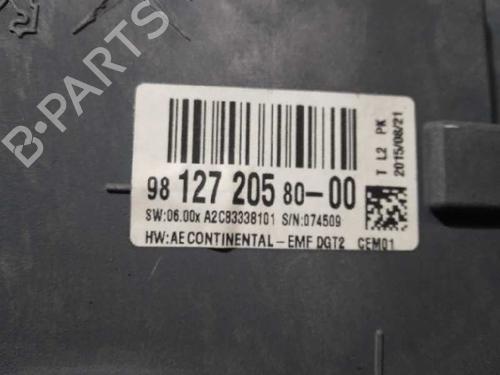 98 127 205 80-00
SW:06.00x A2C83338101 S/N:074509
HW:AE CONTINENTAL-EMF DGT2 CEM01
T L2 PK
2015/08/21
B-PARTS